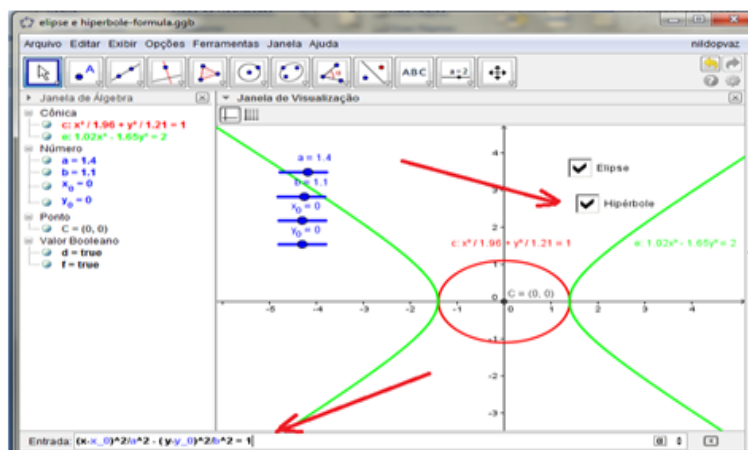 elipse e hiperbole-formula.ggb
Arquivo Editar Exibir Opções Ferramentas Janela Ajuda
nildopvaz
A
ABC
a=2
Janela de Álgebra
Janela de Visualização
Cônica
c: x² / 1.96 + y² / 1.21 = 1
e: 1.02x² - 1.65y² = 2
Número
a = 1.4
b = 1.1
x₀ = 0
y₀ = 0
Ponto
C = (0, 0)
Valor Booleano
d = true
f = true
a = 1.4
b = 1.1
x₀ = 0
y₀ = 0
Elipse
Hipérbole
c: x² / 1.96 + y² / 1.21 = 1
e: 1.02x² - 1.65y² = 2
C = (0, 0)
4
3
2
1
0
-1
-2
-3
-5 -4 -3 -2 -1 0 1 2 3 4
Entrada: (x-x_0)^2/a^2 - (y-y_0)^2/b^2 = 1